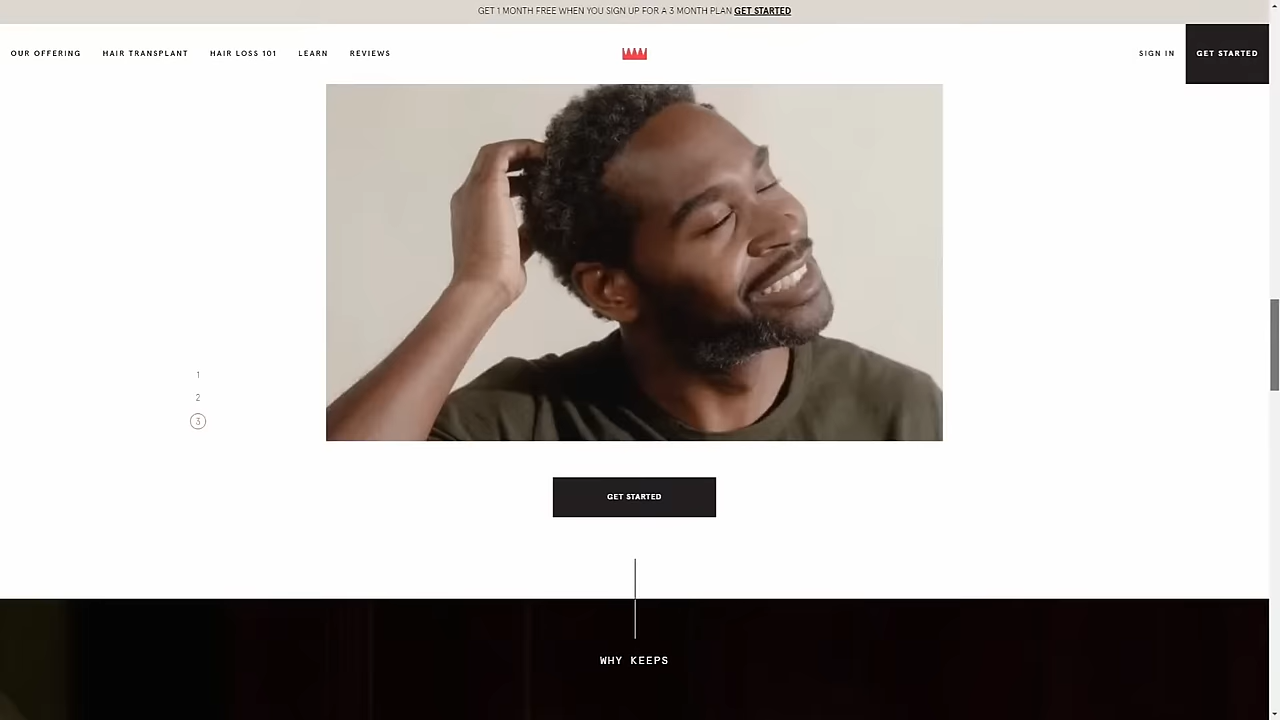 GET 1 MONTH FREE WHEN YOU SIGN UP FOR A 3 MONTH PLAN GET STARTED
OUR OFFERING HAIR TRANSPLANT HAIR LOSS 101 LEARN REVIEWS SIGN IN GET STARTED
1
2
3
GET STARTED
WHY KEEPS